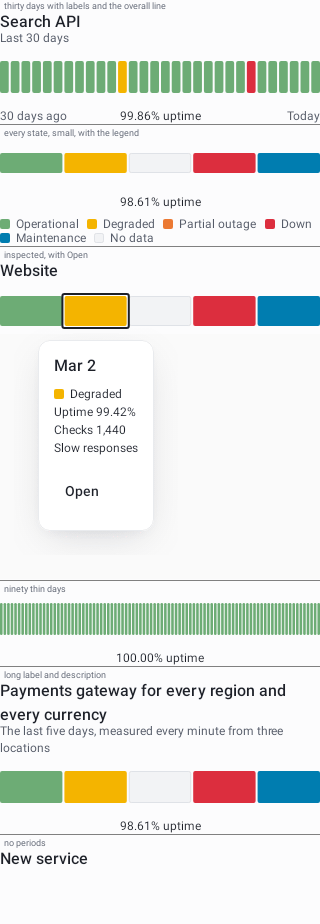 thirty days with labels and the overall line
Search API
Last 30 days
30 days ago 99.86% uptime Today
every state, small, with the legend
98.61% uptime
Operational Degraded Partial outage Down
Maintenance No data
inspected, with Open
Website
Mar 2
Degraded
Uptime 99.42%
Checks 1,440
Slow responses
Open
ninety thin days
100.00% uptime
long label and description
Payments gateway for every region and
every currency
The last five days, measured every minute from three
locations
98.61% uptime
no periods
New service